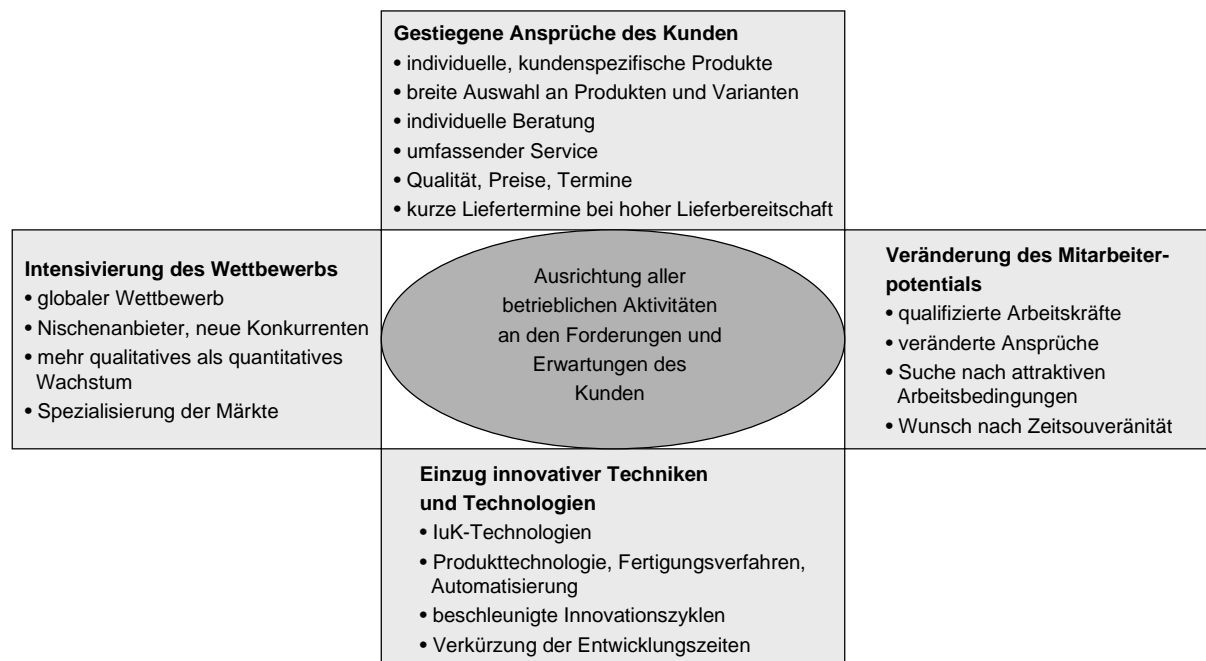 Gestiegene Ansprüche des Kunden
• individuelle, kundenspezifische Produkte
• breite Auswahl an Produkten und Varianten
• individuelle Beratung
• umfassender Service
• Qualität, Preise, Termine
• kurze Liefertermine bei hoher Lieferbereitschaft
Intensivierung des Wettbewerbs
• globaler Wettbewerb
• Nischenanbieter, neue Konkurrenten
• mehr qualitatives als quantitatives
Wachstum
• Spezialisierung der Märkte
Ausrichtung aller
betrieblichen Aktivitäten
an den Forderungen und
Erwartungen des
Kunden
Veränderung des Mitarbeiter-
potentials
• qualifizierte Arbeitskräfte
• veränderte Ansprüche
• Suche nach attraktiven
Arbeitsbedingungen
• Wunsch nach Zeitsouveränität
Einzug innovativer Techniken
und Technologien
• IuK-Technologien
• Produkttechnologie, Fertigungsverfahren,
Automatisierung
• beschleunigte Innovationszyklen
• Verkürzung der Entwicklungszeiten